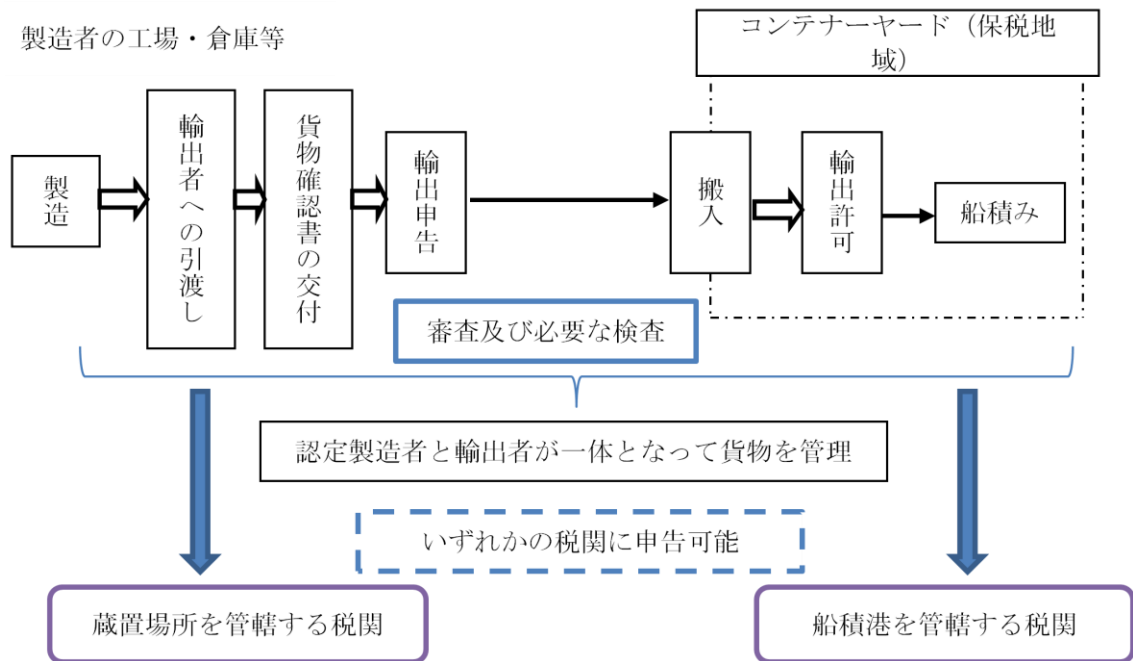 製造者の工場・倉庫等
コンテナーヤード（保税地
域）
製造
輸出者への引渡し
貨物確認書の交付
輸出申告
搬入
輸出許可
船積み
審査及び必要な検査
認定製造者と輸出者が一体となって貨物を管理
いずれかの税関に申告可能
蔵置場所を管轄する税関
船積港を管轄する税関